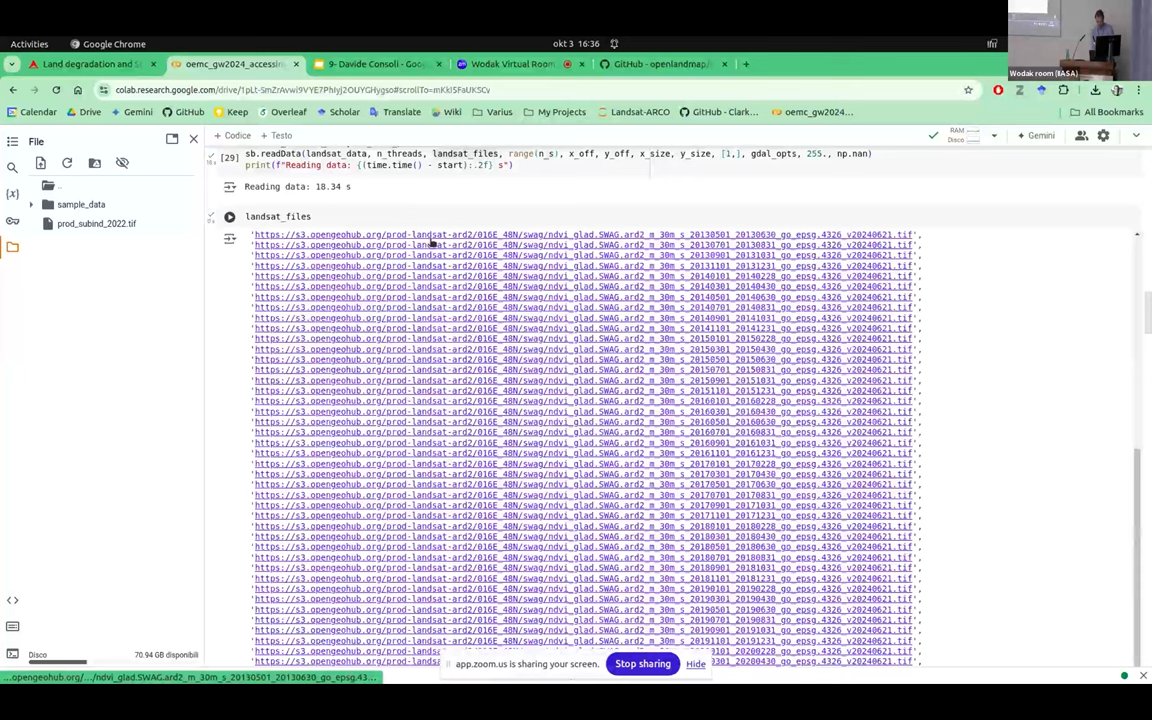 Activities
Google Chrome
okt 3 16:36
Wodak room (IIASA)
Land degradation and S
oemc_gw2024_accessin
9- Davide Consoli - Goog
Wodak Virtual Room
GitHub - openlandmap/
colab.research.google.com/drive/1pLt-SmZrAvwi9VYE7PhIyj2OUYGHygso#scrollTo=mKkI5FaUKSCv
Calendar
Drive
Gemini
GitHub
Keep
Overleaf
Scholar
Translate
Wiki
Varius
My Projects
Landsat-ARCO
GitHub - Clark...
oemc_gw2024_ac...
All Bookmarks
File
+ Codice + Testo
RAM
Disco
Gemini
..
sample_data
prod_subind_2022.tif
[29]
sb.readData(landsat_data, n_threads, landsat_files, range(n_s), x_off, y_off, x_size, y_size, [1,], gdal_opts, 255., np.nan)
print(f"Reading data: {(time.time() - start):.2f} s")
Reading data: 18.34 s
landsat_files
'https://s3.opengeohub.org/prod-landsat-ard2/016E_48N/swag/ndvi_glad.SWAG.ard2_m_30m_s_20130501_20130630_go_epsg.4326_v20240621.tif',
'https://s3.opengeohub.org/prod-landsat-ard2/016E_48N/swag/ndvi_glad.SWAG.ard2_m_30m_s_20130701_20130831_go_epsg.4326_v20240621.tif',
'https://s3.opengeohub.org/prod-landsat-ard2/016E_48N/swag/ndvi_glad.SWAG.ard2_m_30m_s_20130901_20131031_go_epsg.4326_v20240621.tif',
'https://s3.opengeohub.org/prod-landsat-ard2/016E_48N/swag/ndvi_glad.SWAG.ard2_m_30m_s_20131101_20131231_go_epsg.4326_v20240621.tif',
'https://s3.opengeohub.org/prod-landsat-ard2/016E_48N/swag/ndvi_glad.SWAG.ard2_m_30m_s_20140101_20140228_go_epsg.4326_v20240621.tif',
'https://s3.opengeohub.org/prod-landsat-ard2/016E_48N/swag/ndvi_glad.SWAG.ard2_m_30m_s_20140301_20140430_go_epsg.4326_v20240621.tif',
'https://s3.opengeohub.org/prod-landsat-ard2/016E_48N/swag/ndvi_glad.SWAG.ard2_m_30m_s_20140501_20140630_go_epsg.4326_v20240621.tif',
'https://s3.opengeohub.org/prod-landsat-ard2/016E_48N/swag/ndvi_glad.SWAG.ard2_m_30m_s_20140701_20140831_go_epsg.4326_v20240621.tif',
'https://s3.opengeohub.org/prod-landsat-ard2/016E_48N/swag/ndvi_glad.SWAG.ard2_m_30m_s_20140901_20141031_go_epsg.4326_v20240621.tif',
'https://s3.opengeohub.org/prod-landsat-ard2/016E_48N/swag/ndvi_glad.SWAG.ard2_m_30m_s_20141101_20141231_go_epsg.4326_v20240621.tif',
'https://s3.opengeohub.org/prod-landsat-ard2/016E_48N/swag/ndvi_glad.SWAG.ard2_m_30m_s_20150101_20150228_go_epsg.4326_v20240621.tif',
'https://s3.opengeohub.org/prod-landsat-ard2/016E_48N/swag/ndvi_glad.SWAG.ard2_m_30m_s_20150301_20150430_go_epsg.4326_v20240621.tif',
'https://s3.opengeohub.org/prod-landsat-ard2/016E_48N/swag/ndvi_glad.SWAG.ard2_m_30m_s_20150501_20150630_go_epsg.4326_v20240621.tif',
'https://s3.opengeohub.org/prod-landsat-ard2/016E_48N/swag/ndvi_glad.SWAG.ard2_m_30m_s_20150701_20150831_go_epsg.4326_v20240621.tif',
'https://s3.opengeohub.org/prod-landsat-ard2/016E_48N/swag/ndvi_glad.SWAG.ard2_m_30m_s_20150901_20151031_go_epsg.4326_v20240621.tif',
'https://s3.opengeohub.org/prod-landsat-ard2/016E_48N/swag/ndvi_glad.SWAG.ard2_m_30m_s_20151101_20151231_go_epsg.4326_v20240621.tif',
'https://s3.opengeohub.org/prod-landsat-ard2/016E_48N/swag/ndvi_glad.SWAG.ard2_m_30m_s_20160101_20160228_go_epsg.4326_v20240621.tif',
'https://s3.opengeohub.org/prod-landsat-ard2/016E_48N/swag/ndvi_glad.SWAG.ard2_m_30m_s_20160301_20160430_go_epsg.4326_v20240621.tif',
'https://s3.opengeohub.org/prod-landsat-ard2/016E_48N/swag/ndvi_glad.SWAG.ard2_m_30m_s_20160501_20160630_go_epsg.4326_v20240621.tif',
'https://s3.opengeohub.org/prod-landsat-ard2/016E_48N/swag/ndvi_glad.SWAG.ard2_m_30m_s_20160701_20160831_go_epsg.4326_v20240621.tif',
'https://s3.opengeohub.org/prod-landsat-ard2/016E_48N/swag/ndvi_glad.SWAG.ard2_m_30m_s_20160901_20161031_go_epsg.4326_v20240621.tif',
'https://s3.opengeohub.org/prod-landsat-ard2/016E_48N/swag/ndvi_glad.SWAG.ard2_m_30m_s_20161101_20161231_go_epsg.4326_v20240621.tif',
'https://s3.opengeohub.org/prod-landsat-ard2/016E_48N/swag/ndvi_glad.SWAG.ard2_m_30m_s_20170101_20170228_go_epsg.4326_v20240621.tif',
'https://s3.opengeohub.org/prod-landsat-ard2/016E_48N/swag/ndvi_glad.SWAG.ard2_m_30m_s_20170301_20170430_go_epsg.4326_v20240621.tif',
'https://s3.opengeohub.org/prod-landsat-ard2/016E_48N/swag/ndvi_glad.SWAG.ard2_m_30m_s_20170501_20170630_go_epsg.4326_v20240621.tif',
'https://s3.opengeohub.org/prod-landsat-ard2/016E_48N/swag/ndvi_glad.SWAG.ard2_m_30m_s_20170701_20170831_go_epsg.4326_v20240621.tif',
'https://s3.opengeohub.org/prod-landsat-ard2/016E_48N/swag/ndvi_glad.SWAG.ard2_m_30m_s_20170901_20171031_go_epsg.4326_v20240621.tif',
'https://s3.opengeohub.org/prod-landsat-ard2/016E_48N/swag/ndvi_glad.SWAG.ard2_m_30m_s_20171101_20171231_go_epsg.4326_v20240621.tif',
'https://s3.opengeohub.org/prod-landsat-ard2/016E_48N/swag/ndvi_glad.SWAG.ard2_m_30m_s_20180101_20180228_go_epsg.4326_v20240621.tif',
'https://s3.opengeohub.org/prod-landsat-ard2/016E_48N/swag/ndvi_glad.SWAG.ard2_m_30m_s_20180301_20180430_go_epsg.4326_v20240621.tif',
'https://s3.opengeohub.org/prod-landsat-ard2/016E_48N/swag/ndvi_glad.SWAG.ard2_m_30m_s_20180501_20180630_go_epsg.4326_v20240621.tif',
'https://s3.opengeohub.org/prod-landsat-ard2/016E_48N/swag/ndvi_glad.SWAG.ard2_m_30m_s_20180701_20180831_go_epsg.4326_v20240621.tif',
'https://s3.opengeohub.org/prod-landsat-ard2/016E_48N/swag/ndvi_glad.SWAG.ard2_m_30m_s_20180901_20181031_go_epsg.4326_v20240621.tif',
'https://s3.opengeohub.org/prod-landsat-ard2/016E_48N/swag/ndvi_glad.SWAG.ard2_m_30m_s_20181101_20181231_go_epsg.4326_v20240621.tif',
'https://s3.opengeohub.org/prod-landsat-ard2/016E_48N/swag/ndvi_glad.SWAG.ard2_m_30m_s_20190101_20190228_go_epsg.4326_v20240621.tif',
'https://s3.opengeohub.org/prod-landsat-ard2/016E_48N/swag/ndvi_glad.SWAG.ard2_m_30m_s_20190301_20190430_go_epsg.4326_v20240621.tif',
'https://s3.opengeohub.org/prod-landsat-ard2/016E_48N/swag/ndvi_glad.SWAG.ard2_m_30m_s_20190501_20190630_go_epsg.4326_v20240621.tif',
'https://s3.opengeohub.org/prod-landsat-ard2/016E_48N/swag/ndvi_glad.SWAG.ard2_m_30m_s_20190701_20190831_go_epsg.4326_v20240621.tif',
'https://s3.opengeohub.org/prod-landsat-ard2/016E_48N/swag/ndvi_glad.SWAG.ard2_m_30m_s_20190901_20191031_go_epsg.4326_v20240621.tif',
'https://s3.opengeohub.org/prod-landsat-ard2/016E_48N/swag/ndvi_glad.SWAG.ard2_m_30m_s_20191101_20191231_go_epsg.4326_v20240621.tif',
'https://s3.opengeohub.org/prod-landsat-ard2/016E_48N/swag/ndvi_glad.SWAG.ard2_m_30m_s_20200101_20200228_go_epsg.4326_v20240621.tif',
20200301_20200430_go_epsg.4326_v20240621.tif',
Disco
70.94 GB disponibili
app.zoom.us is sharing your screen.
Stop sharing
Hide
...opengeohub.org/.../ndvi_glad.SWAG.ard2_m_30m_s_20130501_20130630_go_epsg.43...